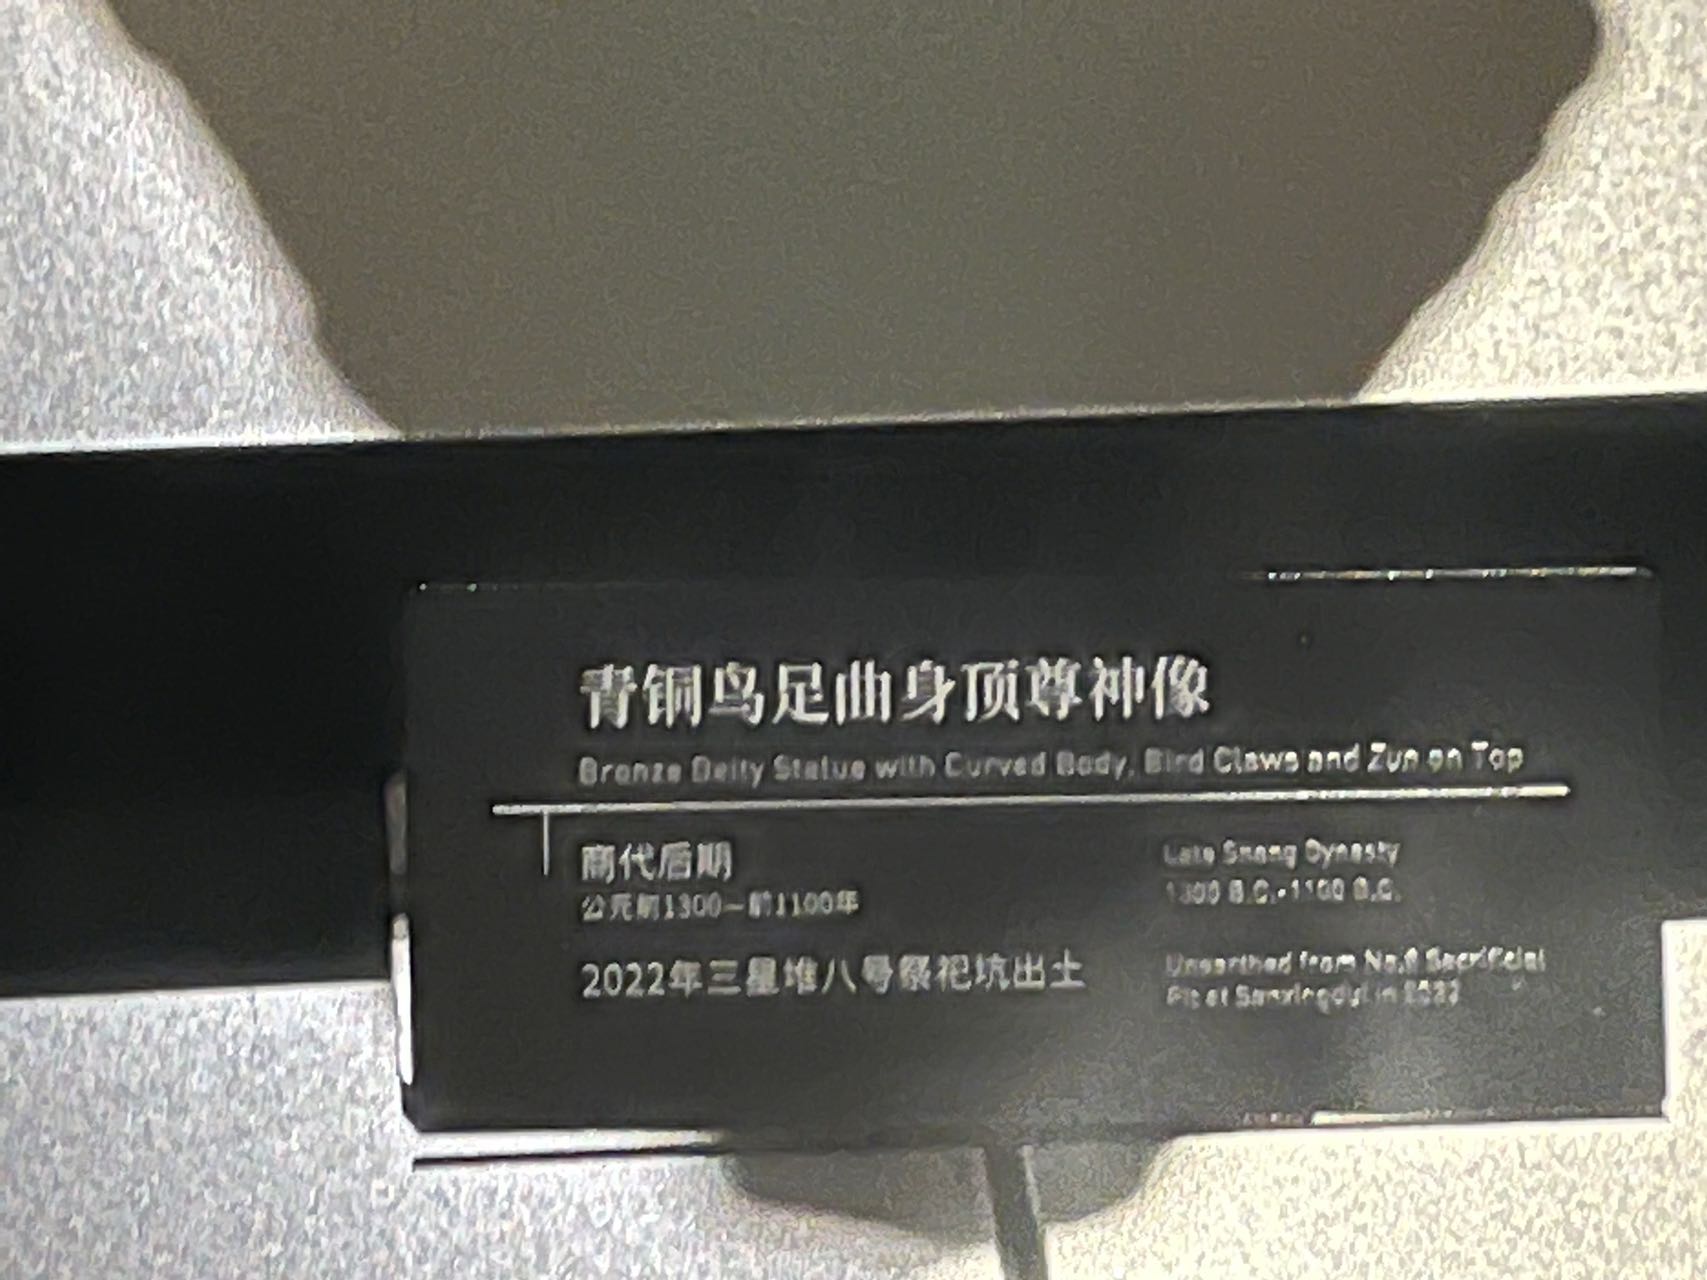 青铜鸟足曲身顶尊神像
Bronze Deity Statue with Curved Body, Bird Claws and Zun on Top
商代后期
公元前1300—前1100年
Late Shang Dynasty
1300 B.C.-1100 B.C.
2022年三星堆八号祭祀坑出土
Unearthed from No.8 Sacrificial
Pit at Sanxingdui in 2022